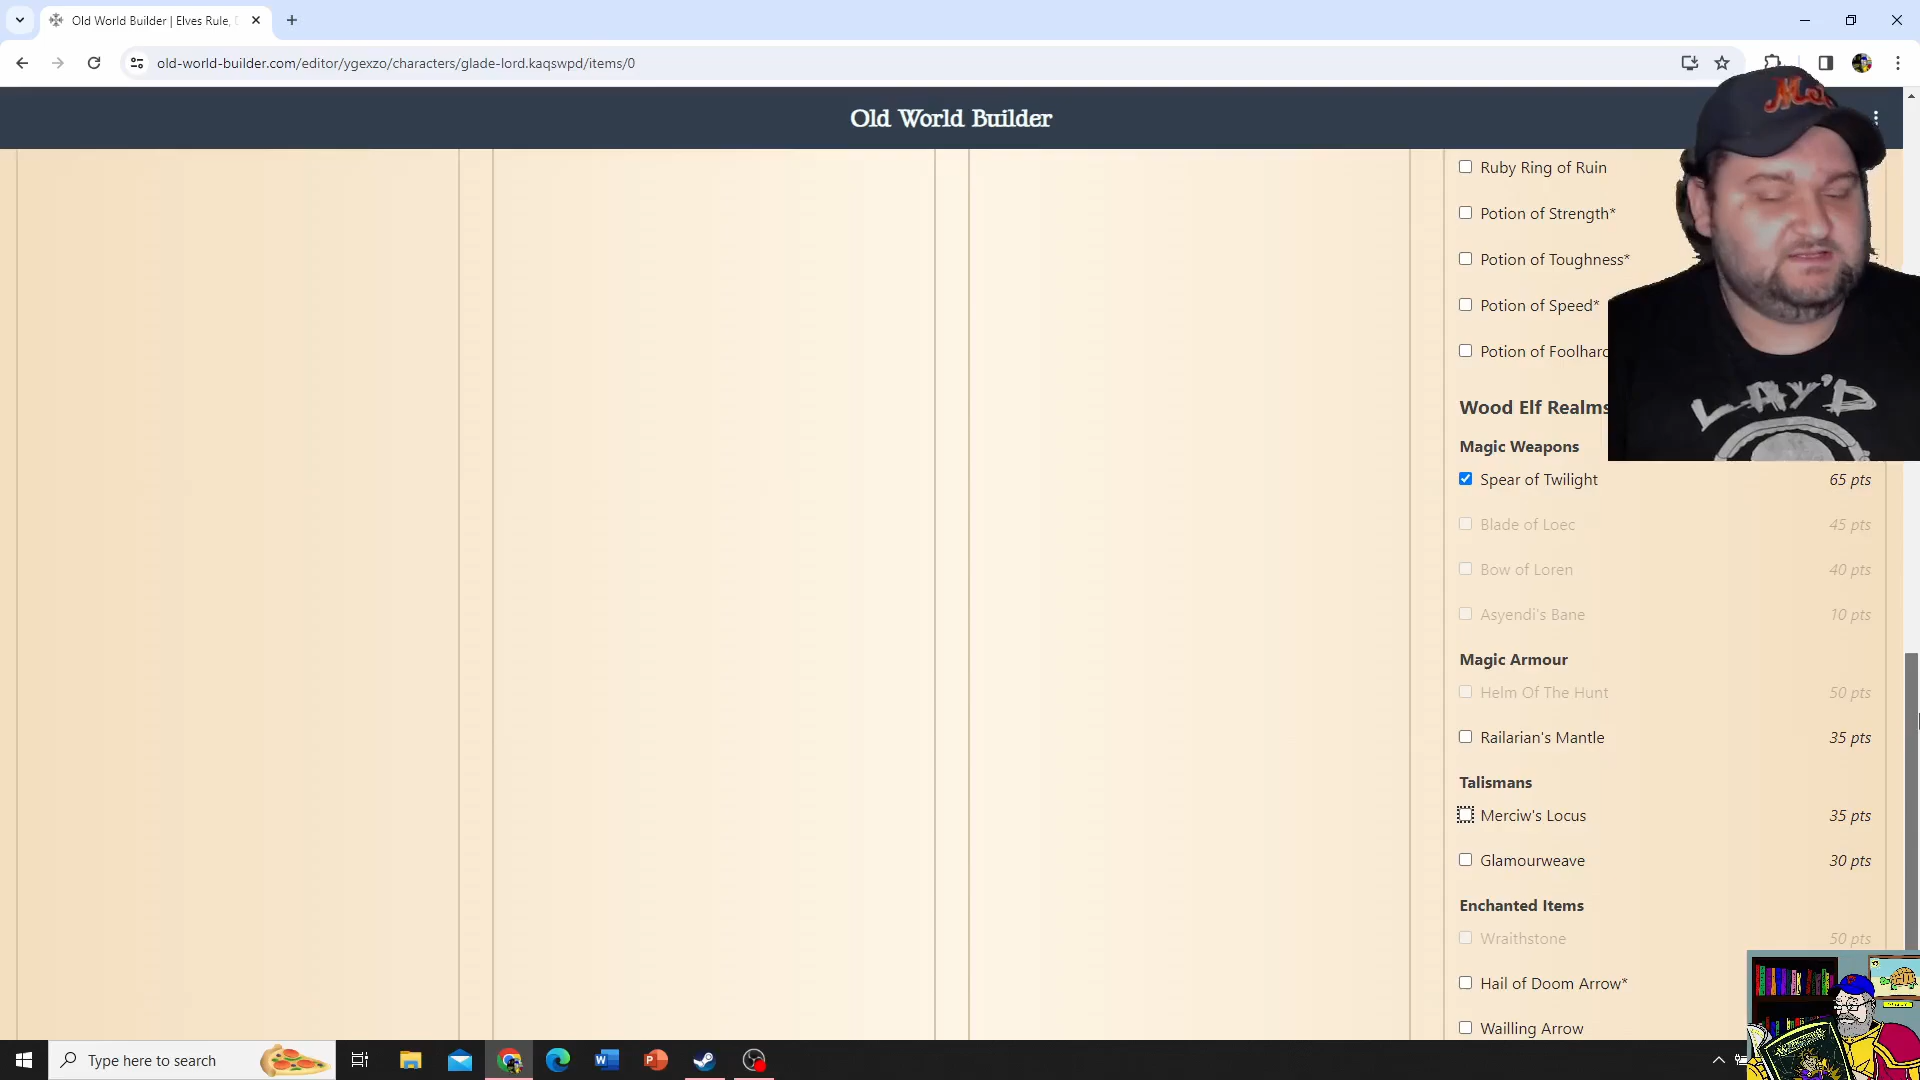 Old World Builder | Elves Rule,
old-world-builder.com/editor/ygexzo/characters/glade-lord.kaqswpd/items/0
Old World Builder
Ruby Ring of Ruin
Potion of Strength*
Potion of Toughness*
Potion of Speed*
Potion of Foolhard
Wood Elf Realms
Magic Weapons
Spear of Twilight 65 pts
Blade of Loec 45 pts
Bow of Loren 40 pts
Asyendi's Bane 10 pts
Magic Armour
Helm Of The Hunt 50 pts
Railarian's Mantle 35 pts
Talismans
Merciw's Locus 35 pts
Glamourweave 30 pts
Enchanted Items
Wraithstone 50 pts
Hail of Doom Arrow*
Wailling Arrow
LAY'D
Type here to search